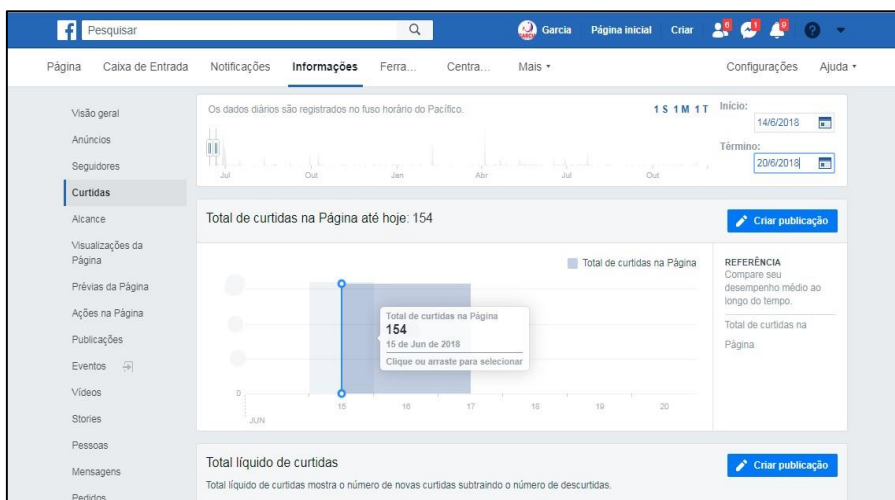 Pesquisar
Garcia Página inicial Criar 6 1 9
Página Caixa de Entrada Notificações Informações Ferra... Centra... Mais Configurações Ajuda
Visão geral
Anúncios
Seguidores
Curtidas
Alcance
Visualizações da
Página
Prévias da Página
Ações na Página
Publicações
Eventos
Vídeos
Stories
Pessoas
Mensagens
Pedidos
Os dados diários são registrados no fuso horário do Pacífico.
1 S 1 M 1 T
Início:
14/6/2018
Término:
20/6/2018
Jul Out Jan Abr Jul Out
Total de curtidas na Página até hoje: 154
Criar publicação
Total de curtidas na Página
REFERÊNCIA
Compare seu
desempenho médio ao
longo do tempo.
Total de curtidas na
Página
Total de curtidas na Página
154
15 de Jun de 2018
Clique ou arraste para selecionar
0
15 16 17 18 19 20
JUN
Total líquido de curtidas
Criar publicação
Total líquido de curtidas mostra o número de novas curtidas subtraindo o número de descurtidas.